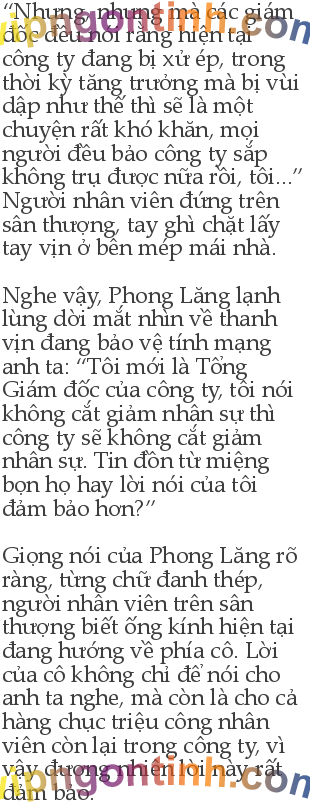 “Nhưng, nhưng mà các giám
đốc đều nói rằng hiện tại
công ty đang bị xử ép, trong
thời kỳ tăng trưởng mà bị vùi
dập như thế thì sẽ là một
chuyện rất khó khăn, mọi
người đều bảo công ty sắp
không trụ được nữa rồi, tôi...”
Người nhân viên đứng trên
sân thượng, tay ghì chặt lấy
tay vịn ở bên mép mái nhà.
Nghe vậy, Phong Lăng lạnh
lùng dời mắt nhìn về thanh
vịn đang bảo vệ tính mạng
anh ta: “Tôi mới là Tổng
Giám đốc của công ty, tôi nói
không cắt giảm nhân sự thì
công ty sẽ không cắt giảm
nhân sự. Tin đồn từ miệng
bọn họ hay lời nói của tôi
đảm bảo hơn?”
Giọng nói của Phong Lăng rõ
ràng, từng chữ đanh thép,
người nhân viên trên sân
thượng biết ống kính hiện tại
đang hướng về phía cô. Lời
của cô không chỉ để nói cho
anh ta nghe, mà còn là cho cả
hàng chục triệu công nhân
viên còn lại trong công ty, vì
vậy đương nhiên lời này rất
đảm bảo.
vipngontinh.com
vipngontinh.com